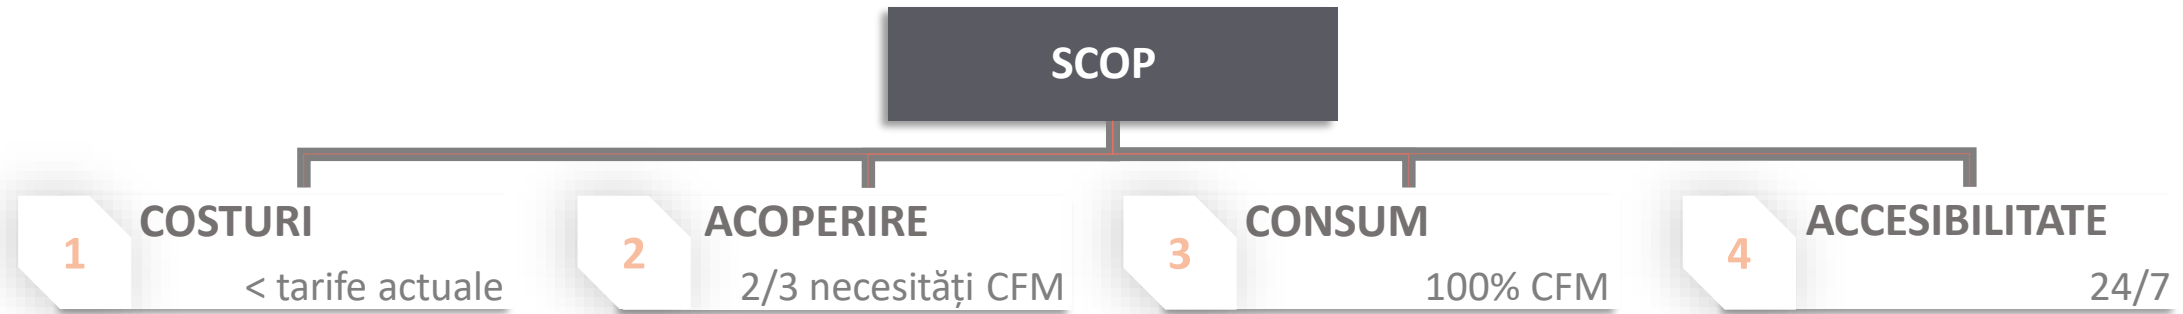 SCOP
1
COSTURI
< tarife actuale
2
ACOPERIRE
2/3 necesități CFM
3
CONSUM
100% CFM
4
ACCESIBILITATE
24/7